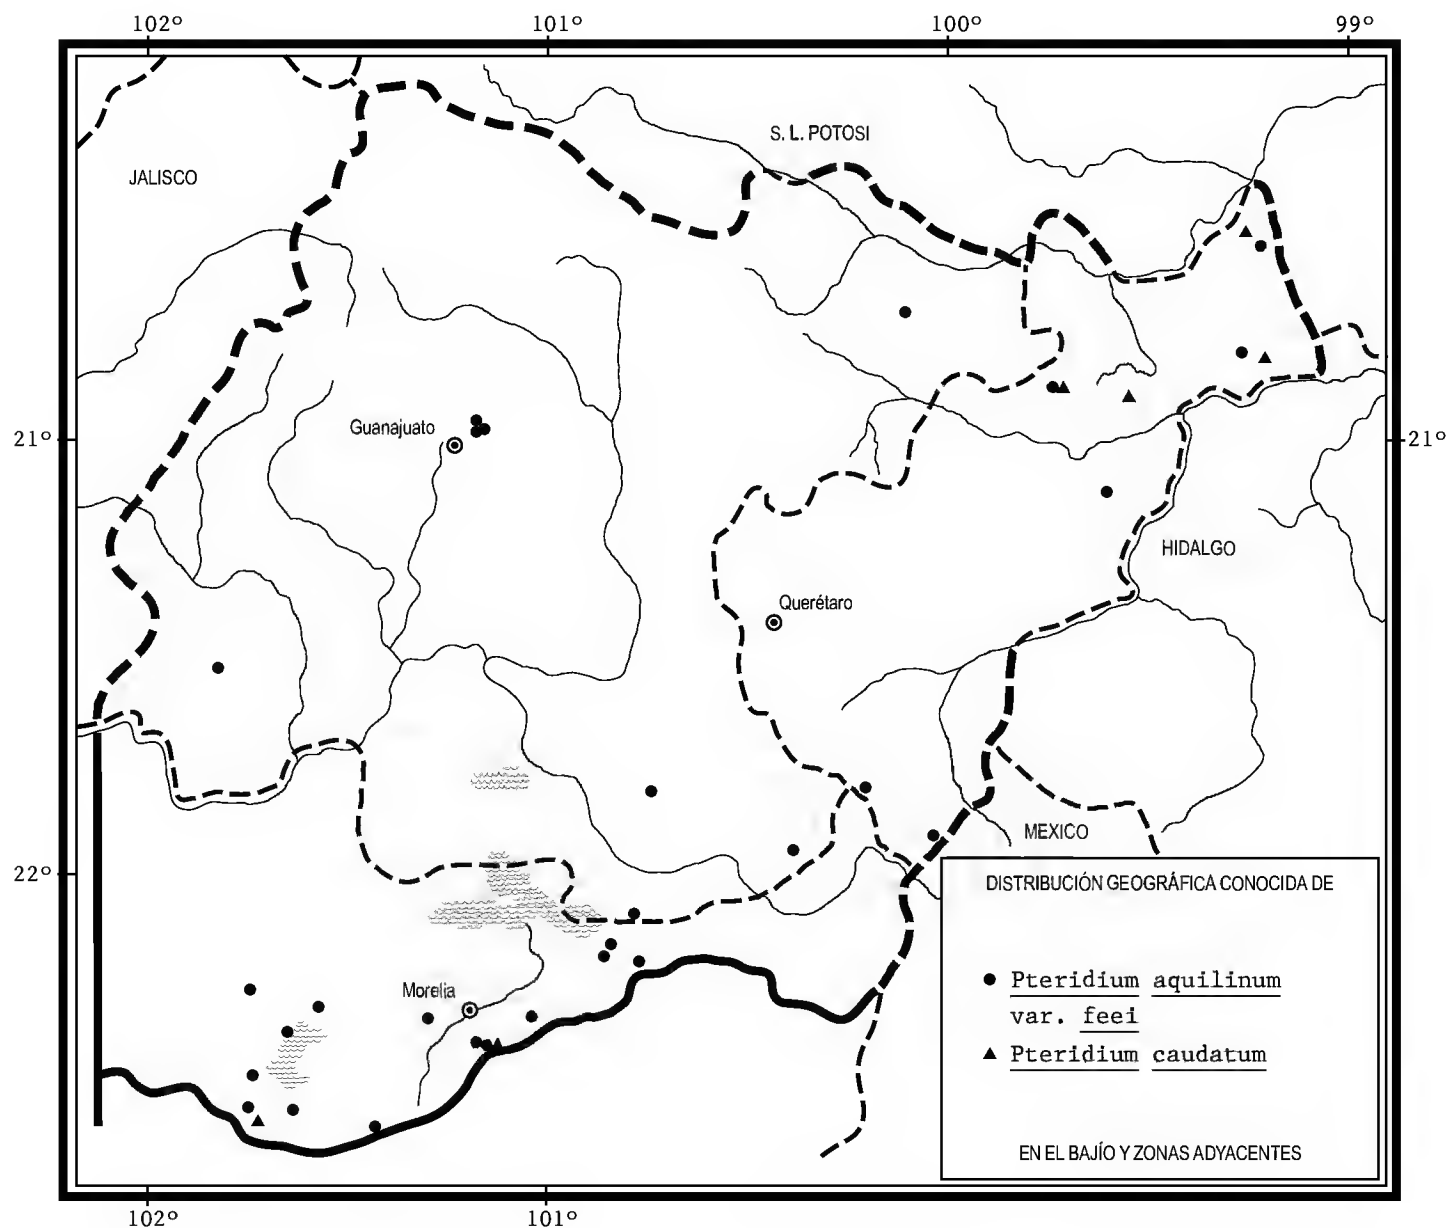 102° 101° 100° 99°
S. L. POTOSI
JALISCO
Guanajuato
21° 21°
HIDALGO
Querétaro
MEXICO
22°
DISTRIBUCIÓN GEOGRÁFICA CONOCIDA DE
Pteridium aquilinum
var. feei
Pteridium caudatum
EN EL BAJÍO Y ZONAS ADYACENTES
Morelia
102° 101°